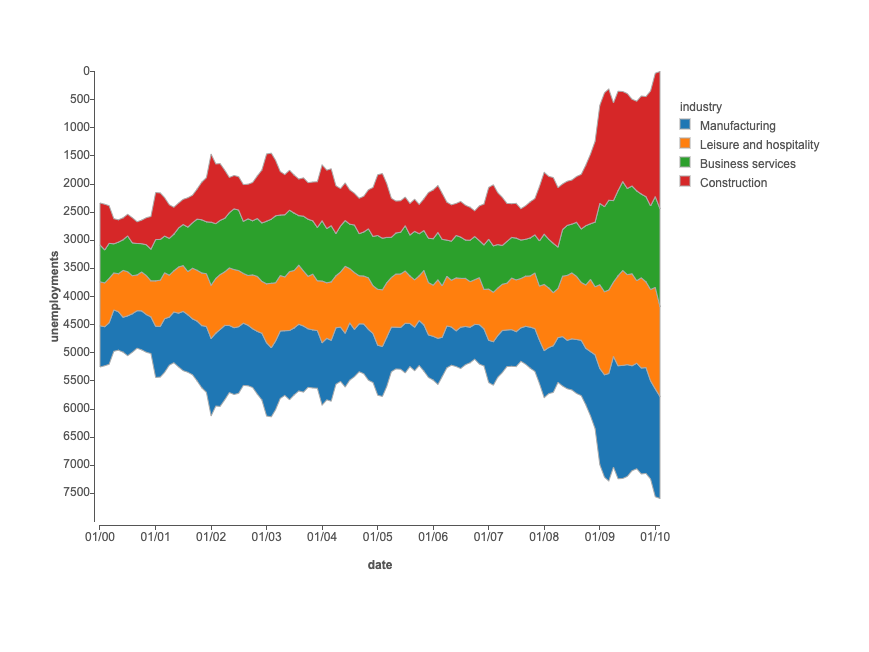 0
500
1000
1500
2000
2500
3000
3500
4000
4500
5000
5500
6000
6500
7000
7500
unemployments
01/00 01/01 01/02 01/03 01/04 01/05 01/06 01/07 01/08 01/09 01/10
date
industry
Manufacturing
Leisure and hospitality
Business services
Construction